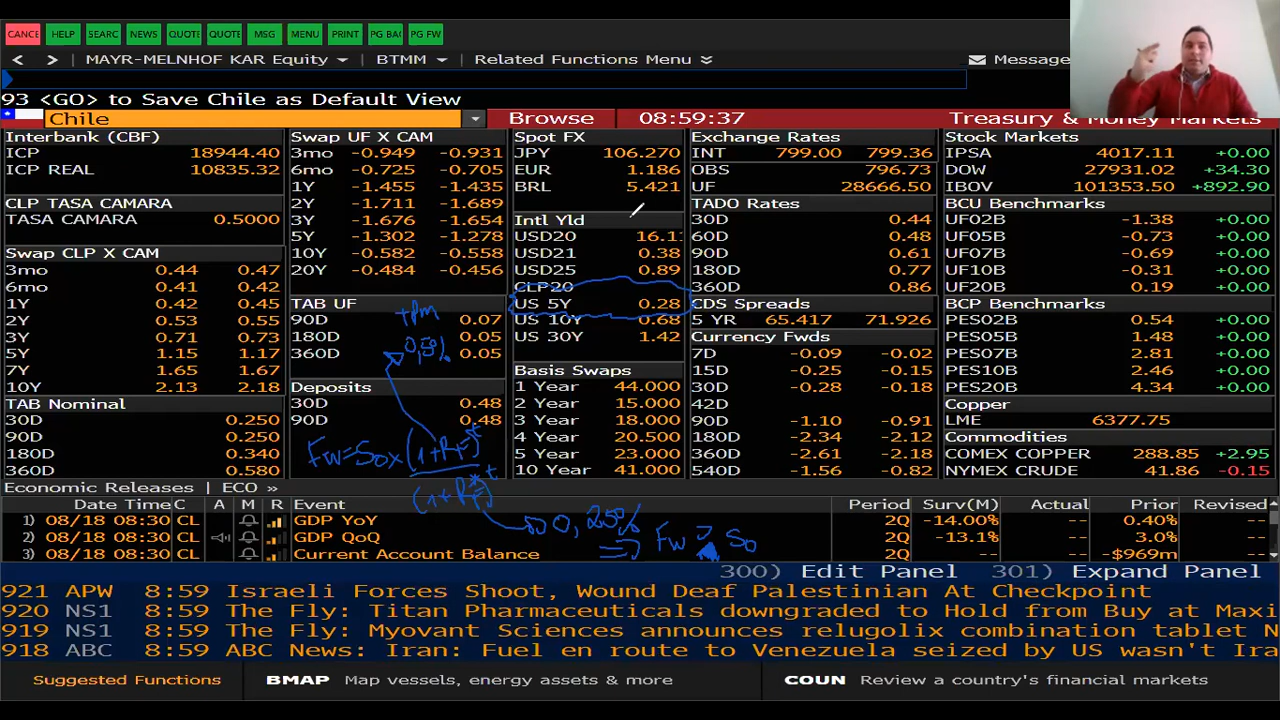 CANCE HELP SEARC NEWS QUOTE QUOTE MSG MENU PRINT PG BAC PG FW
< > MAYR-MELNHOF KAR Equity BTMM Related Functions Menu Message
93 <GO> to Save Chile as Default View
Chile Browse 08:59:37 Treasury & Money Markets
Interbank (CBF)
ICP 18944.40
ICP REAL 10835.32
CLP TASA CAMARA
TASA CAMARA 0.5000
Swap CLP X CAM
3mo 0.44 0.47
6mo 0.41 0.42
1Y 0.42 0.45
2Y 0.53 0.55
3Y 0.71 0.73
5Y 1.15 1.17
7Y 1.65 1.67
10Y 2.13 2.18
TAB Nominal
30D 0.250
90D 0.250
180D 0.340
360D 0.580
Swap UF X CAM
3mo -0.949 -0.931
6mo -0.725 -0.705
1Y -1.455 -1.435
2Y -1.711 -1.689
3Y -1.676 -1.654
5Y -1.302 -1.278
10Y -0.582 -0.558
20Y -0.484 -0.456
TAB UF
90D 0.07
180D 0.05
360D 0.05
Deposits
30D 0.48
90D 0.48
Spot FX
JPY 106.270
EUR 1.186
BRL 5.421
Intl Yld
USD20 16.11
USD21 0.38
USD25 0.89
CLP20
US 5Y 0.28
US 10Y 0.68
US 30Y 1.42
Basis Swaps
1 Year 44.000
2 Year 15.000
3 Year 18.000
4 Year 20.500
5 Year 23.000
10 Year 41.000
Exchange Rates
INT 799.00 799.36
OBS 796.73
UF 28666.50
TADO Rates
30D 0.44
60D 0.48
90D 0.61
180D 0.77
360D 0.86
CDS Spreads
5 YR 65.417 71.926
Currency Fwds
7D -0.09 -0.02
15D -0.25 -0.15
30D -0.28 -0.18
42D
90D -1.10 -0.91
180D -2.34 -2.12
360D -2.61 -2.18
540D -1.56 -0.82
Stock Markets
IPSA 4017.11 +0.00
DOW 27931.02 +34.30
IBOV 101353.50 +892.90
BCU Benchmarks
UF02B -1.38 +0.00
UF05B -0.73 +0.00
UF10B -0.31 +0.00
UF20B 0.19 +0.00
BCP Benchmarks
PES02B 0.54 +0.00
PES05B 1.48 +0.00
PES07B 2.81 +0.00
PES10B 2.46 +0.00
PES20B 4.34 +0.00
Copper
LME 6377.75
Commodities
COMEX COPPER 288.85 +2.95
NYMEX CRUDE 41.86 -0.15
0,5%
0,25%
=> Fw > So
Economic Releases | ECO »
Date Time C A M R Event Period Surv(M) Actual Prior Revised
1) 08/18 08:30 CL GDP YoY 2Q -14.00% -- 0.40% --
2) 08/18 08:30 CL GDP QoQ 2Q -13.1% -- 3.0% --
3) 08/18 08:30 CL Current Account Balance 2Q -- -- -$969m --
300) Edit Panel 301) Expand Panel
921 APW 8:59 Israeli Forces Shoot, Wound Deaf Palestinian At Checkpoint
920 NS1 8:59 The Fly: Titan Pharmaceuticals downgraded to Hold from Buy at Maxi
919 NS1 8:59 The Fly: Myovant Sciences announces relugolix combination tablet N
918 ABC 8:59 ABC News: Iran: Fuel en route to Venezuela seized by US wasn't Ira
Suggested Functions BMAP Map vessels, energy assets & more COUN Review a country's financial markets